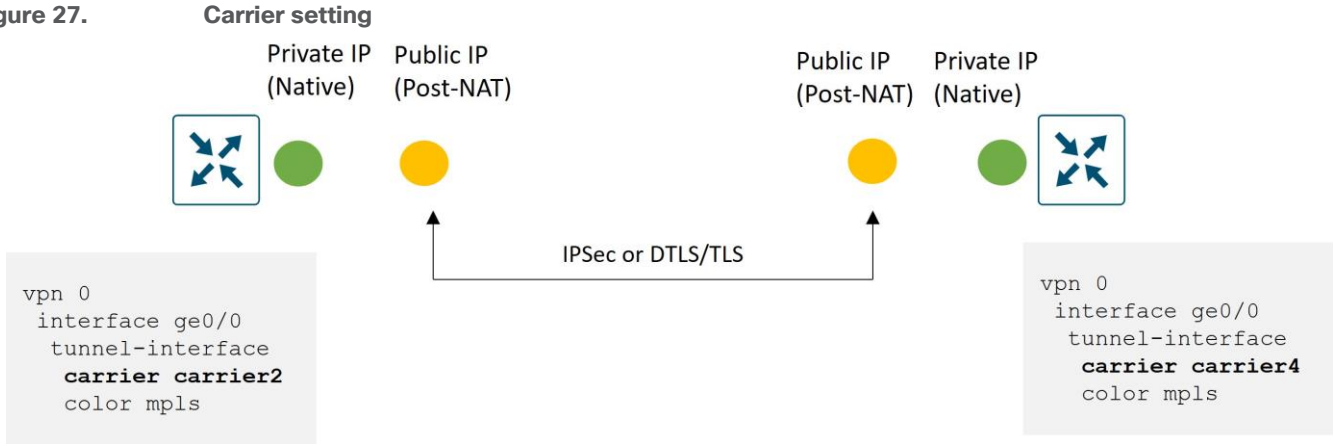 gure 27. Carrier setting
Private IP
(Native)
Public IP
(Post-NAT)
Public IP
(Post-NAT)
Private IP
(Native)
IPSec or DTLS/TLS
vpn 0
interface ge0/0
tunnel-interface
carrier carrier2
color mpls
vpn 0
interface ge0/0
tunnel-interface
carrier carrier4
color mpls